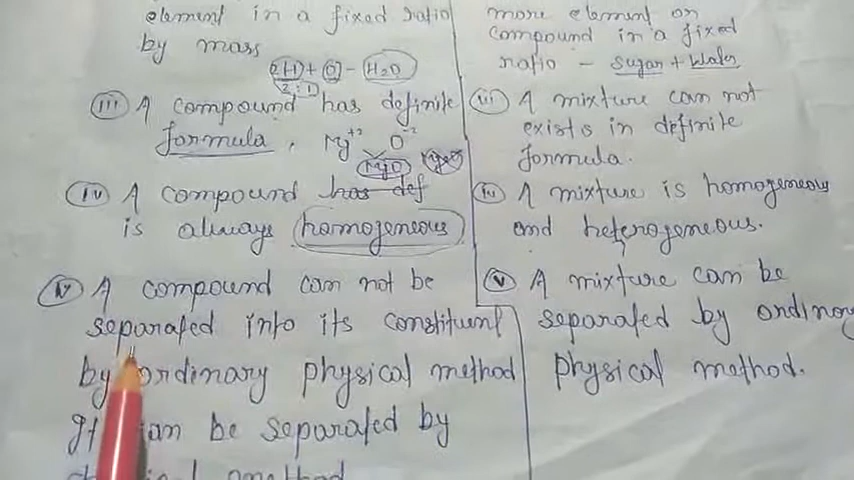 element in a fixed ratio
by mass
2(H) + O - H₂O
2 : 1
(iii) A compound has definite
formula, Mg⁺² O⁻²
MgO
(iv) A compound has def
is always homogeneous
(v) A compound can not be
separated into its constituent
by ordinary physical method
It can be separated by
method
more element or
compound in a fixed
ratio - sugar + water
(iii) A mixture can not
exists in definite
formula.
A mixture is homogeneous
and heterogeneous.
(v) A mixture can be
separated by ordinary
physical method.